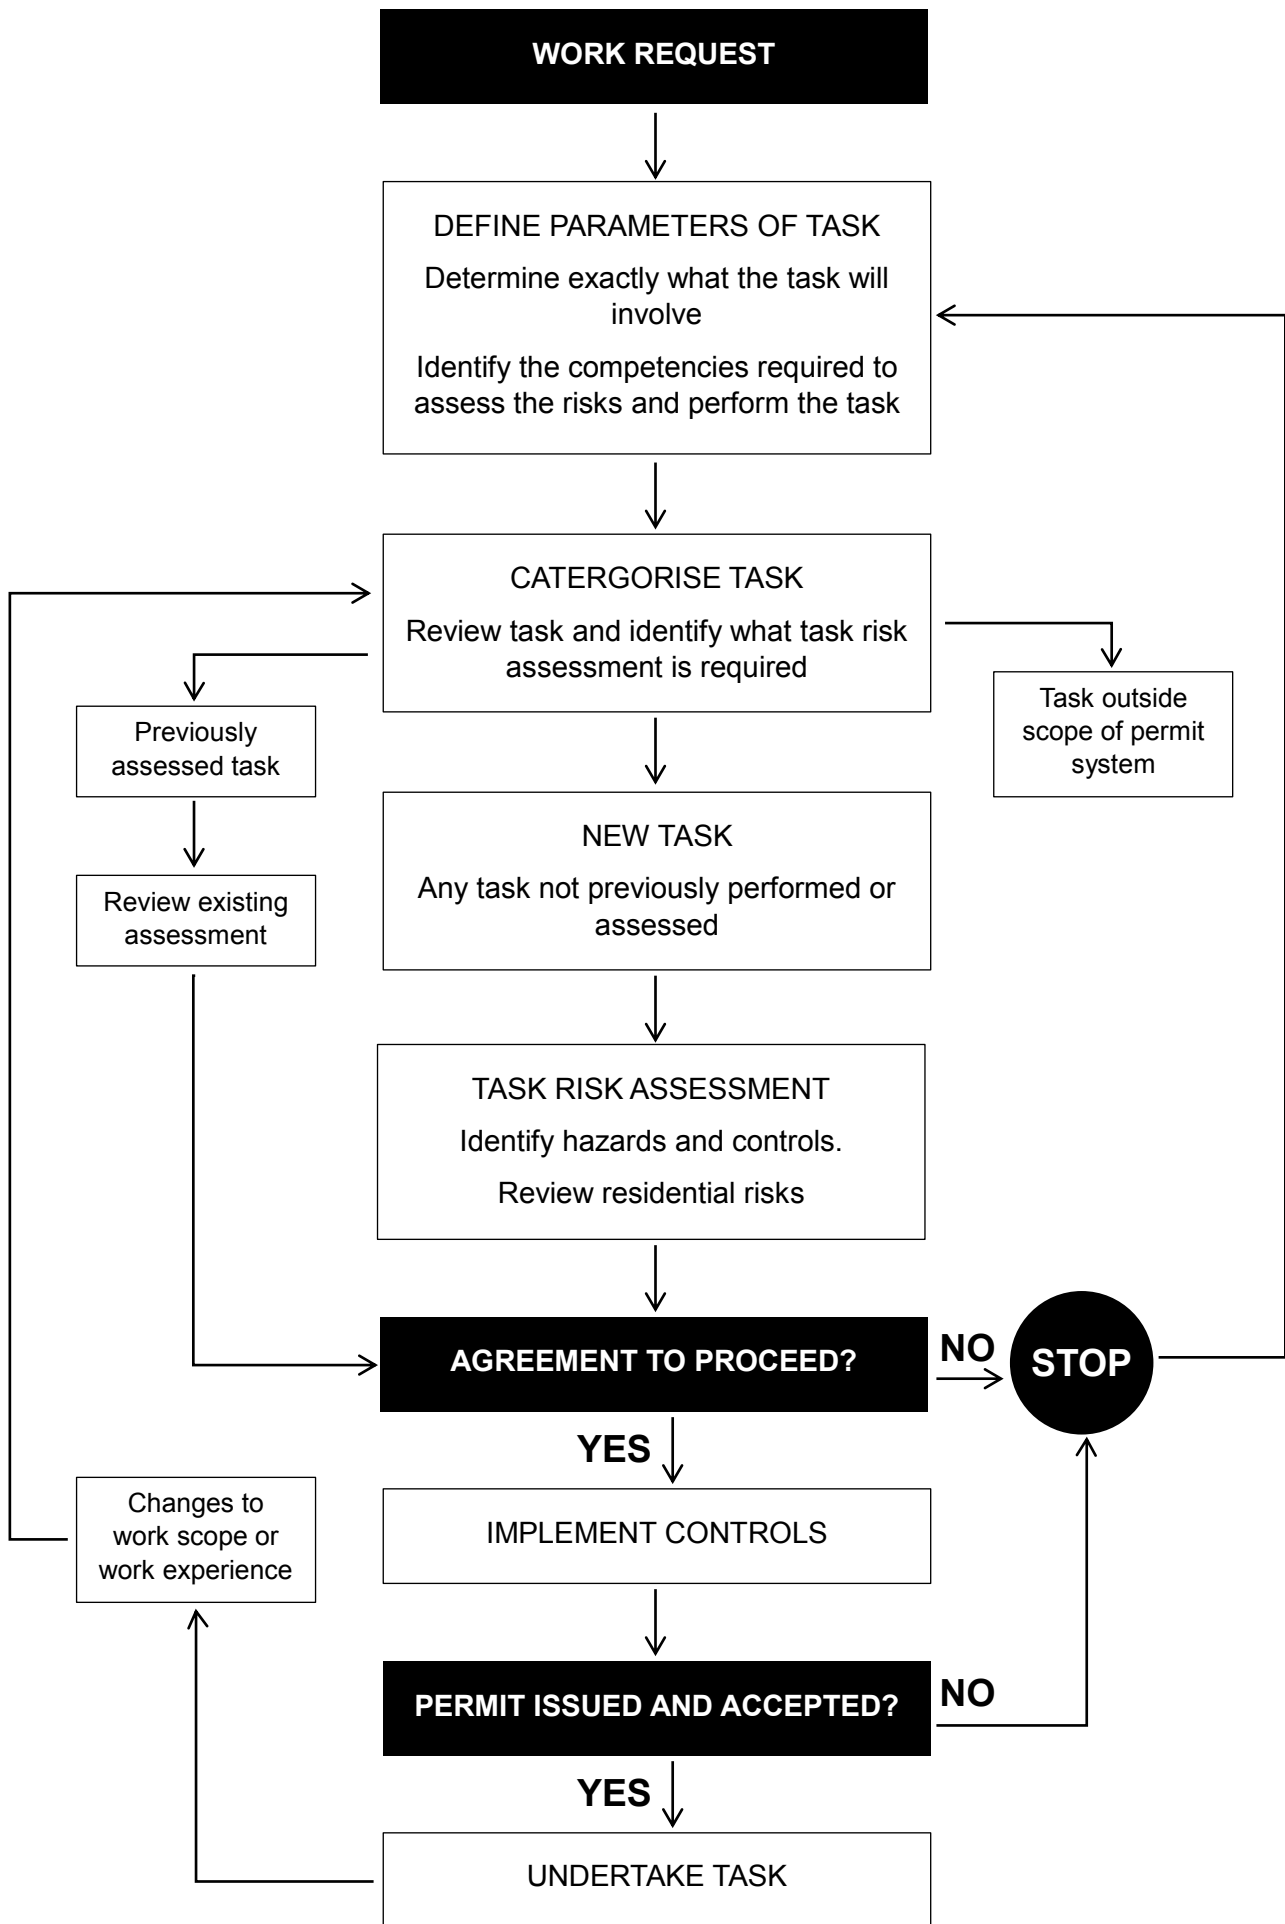 WORK REQUEST
DEFINE PARAMETERS OF TASK
Determine exactly what the task will
involve
Identify the competencies required to
assess the risks and perform the task
CATERGORISE TASK
Review task and identify what task risk
assessment is required
Task outside
scope of permit
system
Previously
assessed task
NEW TASK
Any task not previously performed or
assessed
Review existing
assessment
TASK RISK ASSESSMENT
Identify hazards and controls.
Review residential risks
AGREEMENT TO PROCEED?
NO
STOP
YES
Changes to
work scope or
work experience
IMPLEMENT CONTROLS
PERMIT ISSUED AND ACCEPTED?
NO
YES
UNDERTAKE TASK